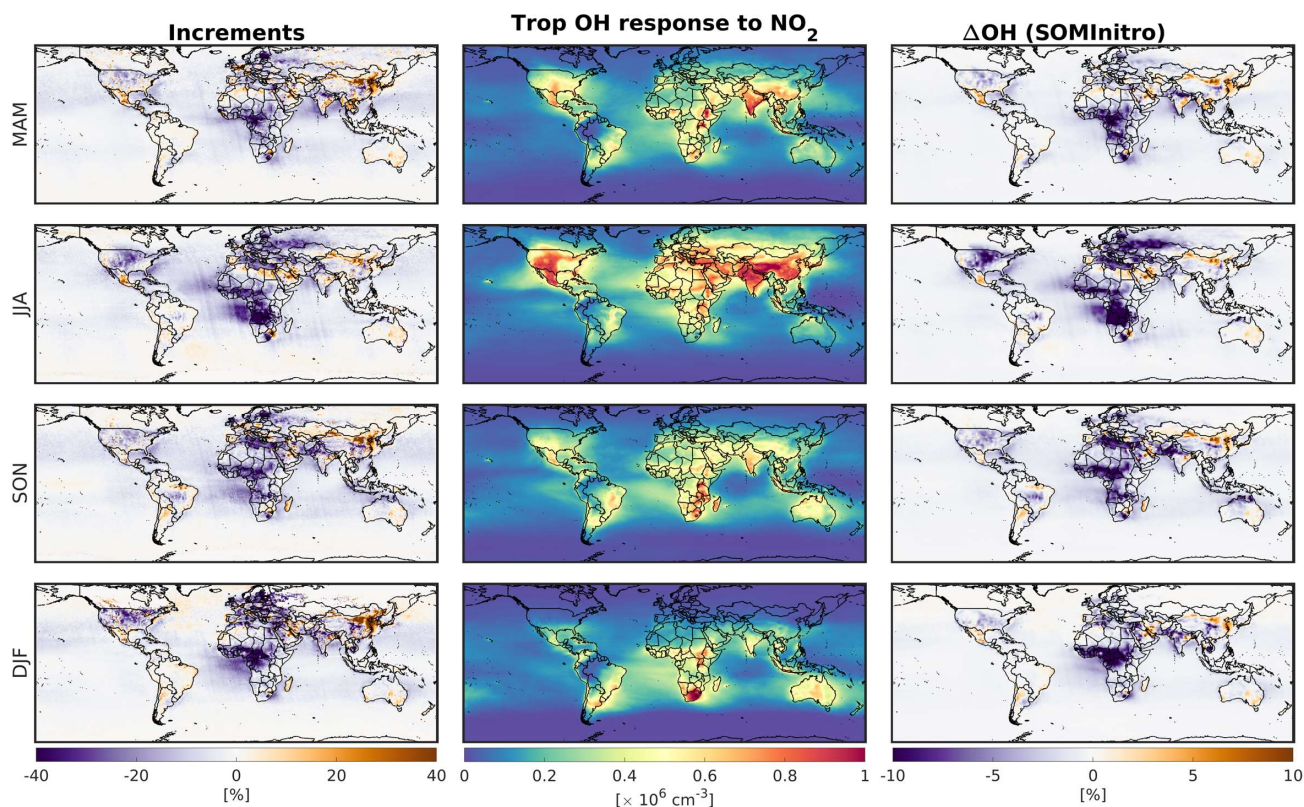 Increments
Trop OH response to NO₂
ΔOH (SOMInitro)
MAM
JJA
SON
DJF
-40 -20 0 20 40
[%]
0 0.2 0.4 0.6 0.8 1
[× 10⁶ cm⁻³]
-10 -5 0 5 10
[%]